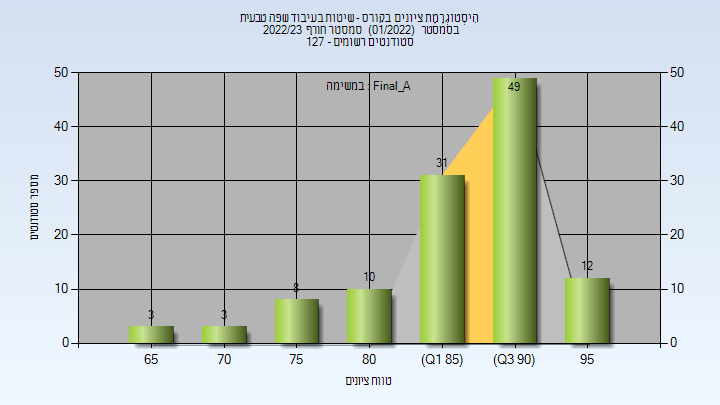 הִיסְטוֹגְרָמַת ציונים בקורס - שיטות בעיבוד שפה טבעית
בסמסטר (01/2022) סמסטר חורף 2022/23
סטודנטים רשומים - 127
במשימה : Final_A
מספר סטודנטים
50 50
40 40
30 30
20 20
10 10
0 0
3 3 8 10 31 49 12
65 70 75 80 (Q1 85) (Q3 90) 95
טווח ציונים